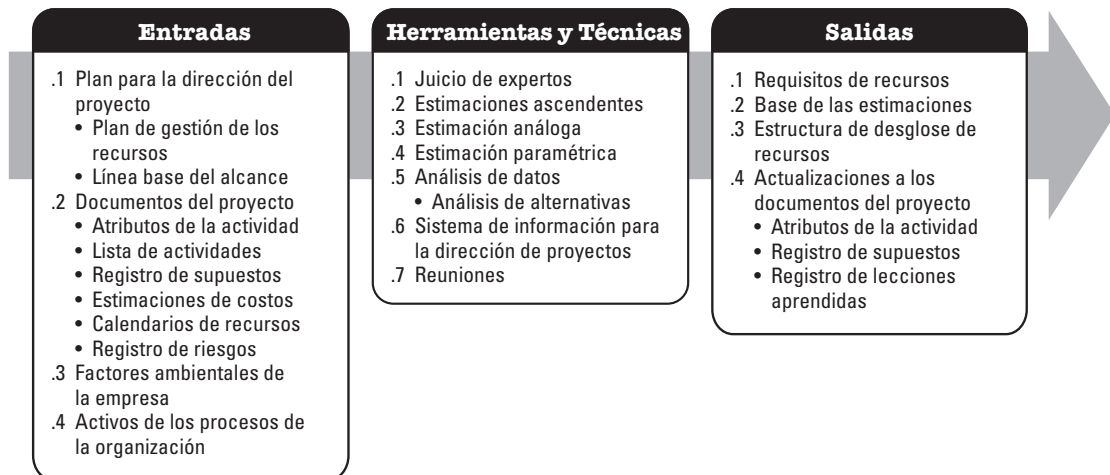 Entradas
.1 Plan para la dirección del
proyecto
• Plan de gestión de los
recursos
• Línea base del alcance
.2 Documentos del proyecto
• Atributos de la actividad
• Lista de actividades
• Registro de supuestos
• Estimaciones de costos
• Calendarios de recursos
• Registro de riesgos
.3 Factores ambientales de
la empresa
.4 Activos de los procesos de
la organización
Herramientas y Técnicas
.1 Juicio de expertos
.2 Estimaciones ascendentes
.3 Estimación análoga
.4 Estimación paramétrica
.5 Análisis de datos
• Análisis de alternativas
.6 Sistema de información para
la dirección de proyectos
.7 Reuniones
Salidas
.1 Requisitos de recursos
.2 Base de las estimaciones
.3 Estructura de desglose de
recursos
.4 Actualizaciones a los
documentos del proyecto
• Atributos de la actividad
• Registro de supuestos
• Registro de lecciones
aprendidas